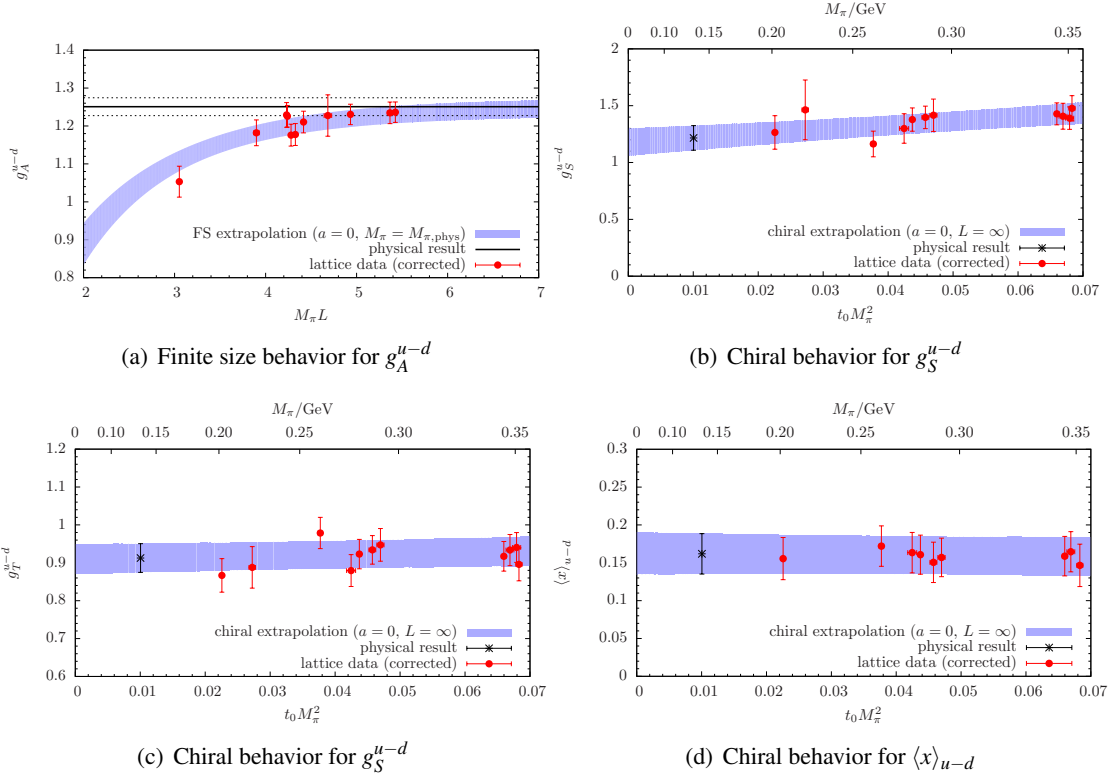 1.4
1.3
1.2
1.1
1
0.9
0.8
g_A^{u−d}
FS extrapolation (a = 0, M_π = M_{π,phys})
physical result
lattice data (corrected)
2 3 4 5 6 7
M_π L
(a) Finite size behavior for g_A^{u−d}
M_π/GeV
0 0.10 0.15 0.20 0.25 0.30 0.35
2
1.5
1
0.5
0
g_S^{u−d}
chiral extrapolation (a = 0, L = ∞)
physical result
lattice data (corrected)
0 0.01 0.02 0.03 0.04 0.05 0.06 0.07
t_0 M_π^2
(b) Chiral behavior for g_S^{u−d}
M_π/GeV
0 0.10 0.15 0.20 0.25 0.30 0.35
1.2
1.1
1
0.9
0.8
0.7
0.6
g_T^{u−d}
chiral extrapolation (a = 0, L = ∞)
physical result
lattice data (corrected)
0 0.01 0.02 0.03 0.04 0.05 0.06 0.07
t_0 M_π^2
(c) Chiral behavior for g_S^{u−d}
M_π/GeV
0 0.10 0.15 0.20 0.25 0.30 0.35
0.3
0.25
0.2
0.15
0.1
0.05
0
⟨x⟩_{u−d}
chiral extrapolation (a = 0, L = ∞)
physical result
lattice data (corrected)
0 0.01 0.02 0.03 0.04 0.05 0.06 0.07
t_0 M_π^2
(d) Chiral behavior for ⟨x⟩_{u−d}